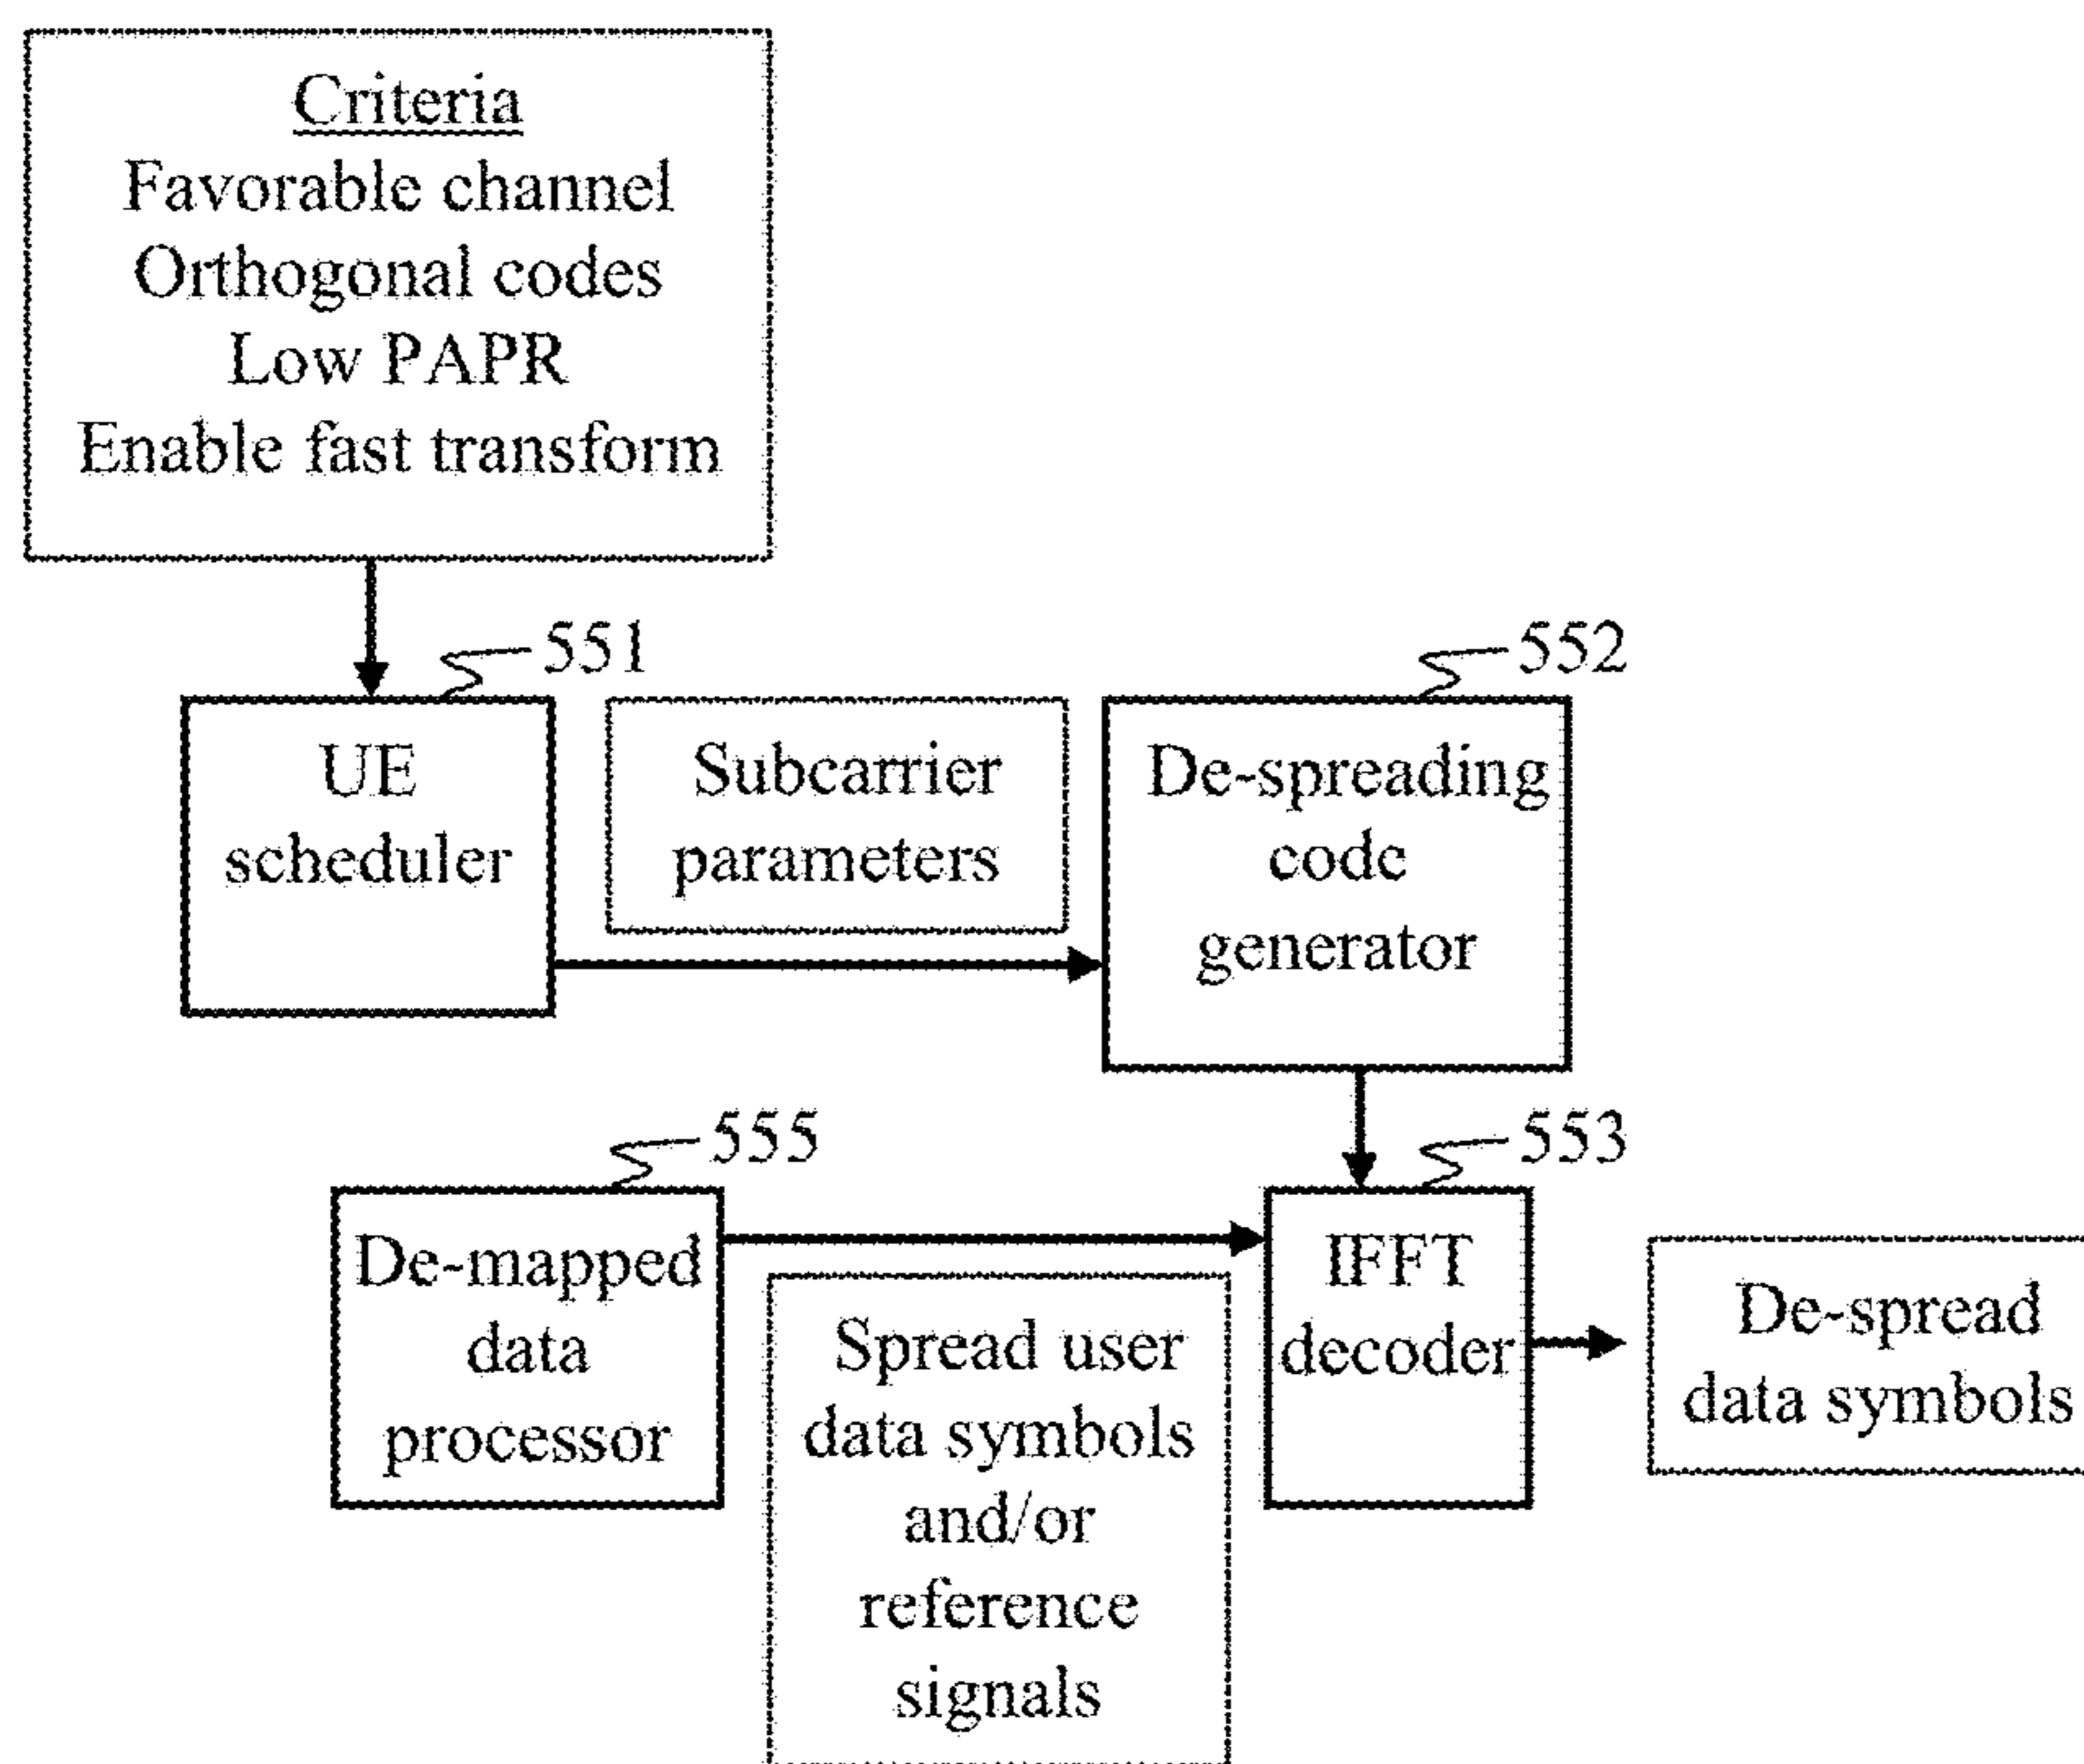 Criteria
Favorable channel
Orthogonal codes
Low PAPR
Enable fast transform
551
UE
scheduler
Subcarrier
parameters
552
De-spreading
code
generator
555
De-mapped
data
processor
Spread user
data symbols
and/or
reference
signals
553
IFFT
decoder
De-spread
data symbols